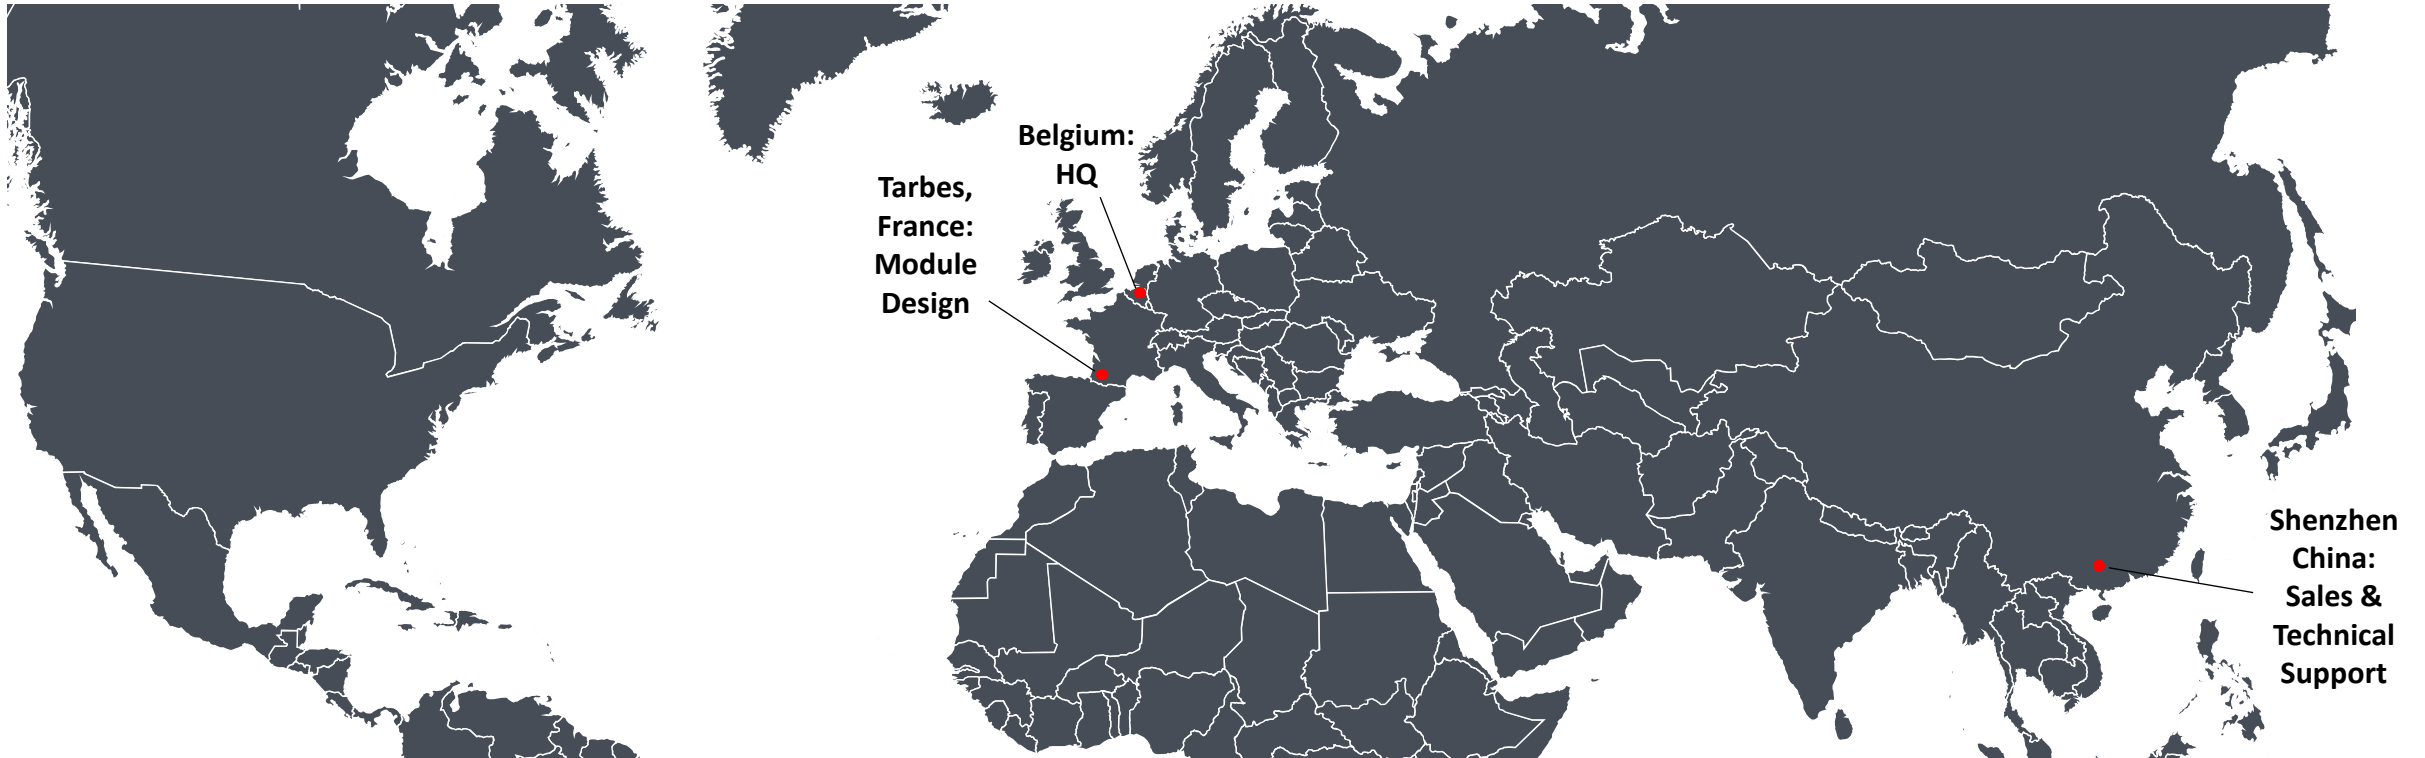 Belgium:
HQ
Tarbes,
France:
Module
Design
Shenzhen
China:
Sales &
Technical
Support